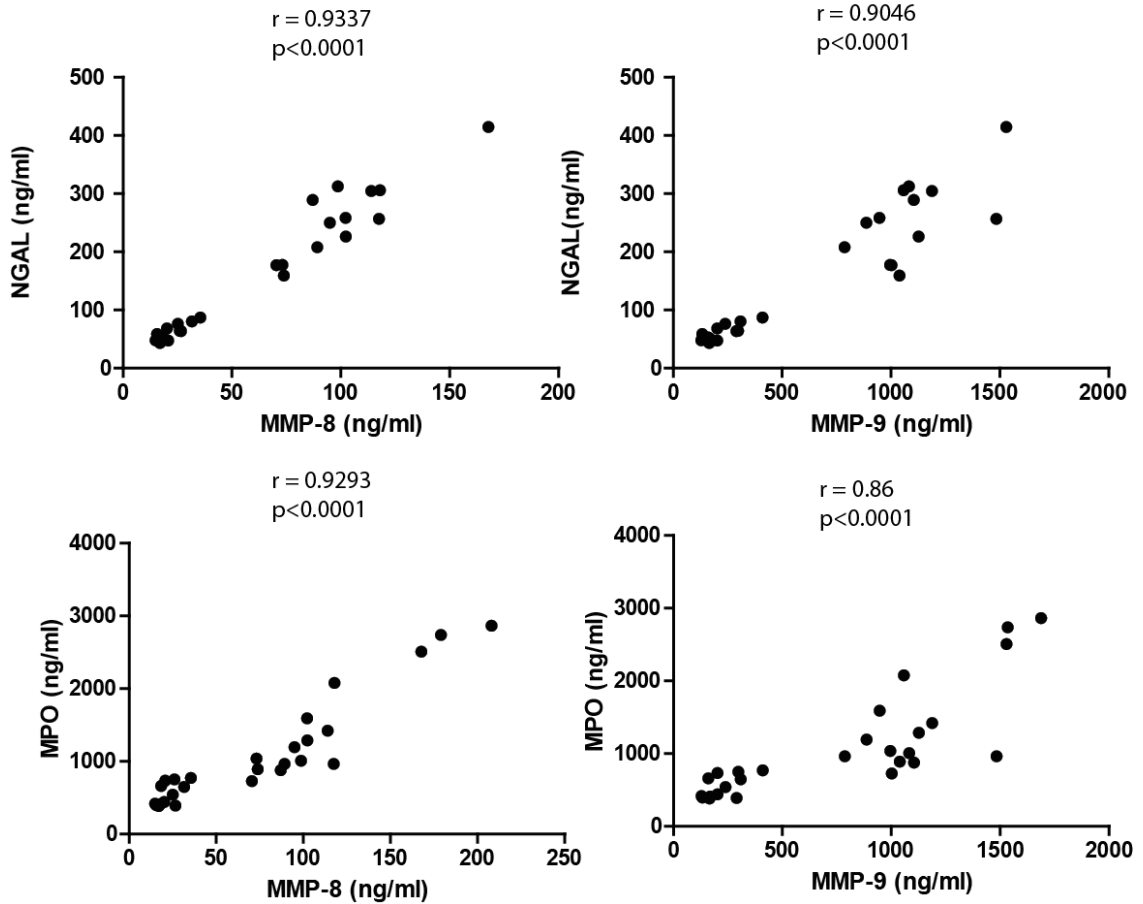 r = 0.9337
p<0.0001
500
400
300
200
100
0
NGAL (ng/ml)
0 50 100 150 200
MMP-8 (ng/ml)
r = 0.9046
p<0.0001
500
400
300
200
100
0
NGAL(ng/ml)
0 500 1000 1500 2000
MMP-9 (ng/ml)
r = 0.9293
p<0.0001
4000
3000
2000
1000
0
MPO (ng/ml)
0 50 100 150 200 250
MMP-8 (ng/ml)
r = 0.86
p<0.0001
4000
3000
2000
1000
0
MPO (ng/ml)
0 500 1000 1500 2000
MMP-9 (ng/ml)